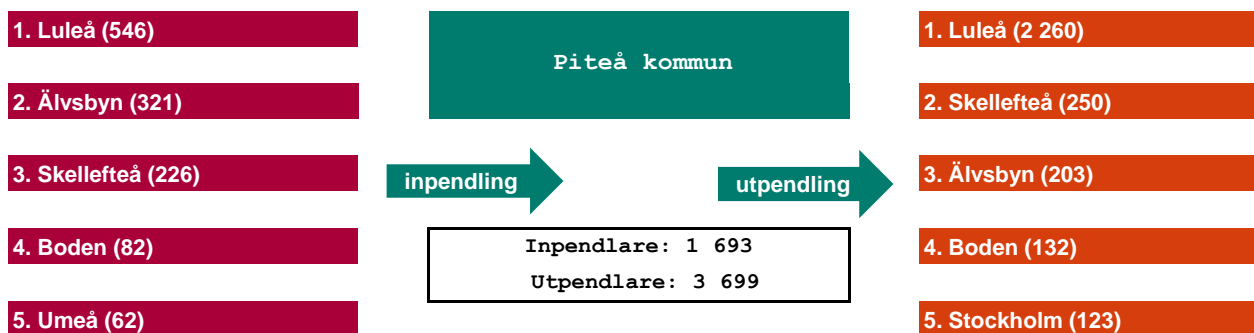 1. Luleå (546)
2. Älvsbyn (321)
3. Skellefteå (226)
4. Boden (82)
5. Umeå (62)
Piteå kommun
inpendling
utpendling
Inpendlare: 1 693
Utpendlare: 3 699
1. Luleå (2 260)
2. Skellefteå (250)
3. Älvsbyn (203)
4. Boden (132)
5. Stockholm (123)